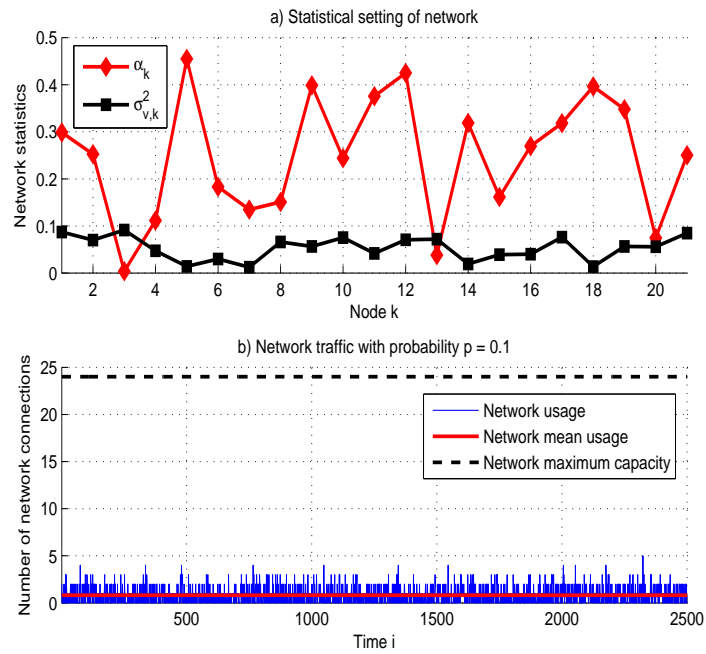 a) Statistical setting of network
0.5
0.4
0.3
0.2
0.1
0
Network statistics
α_k
σ²_{v,k}
2 4 6 8 10 12 14 16 18 20
Node k
b) Network traffic with probability p = 0.1
25
20
15
10
5
0
Number of network connections
Network usage
Network mean usage
Network maximum capacity
500 1000 1500 2000 2500
Time i